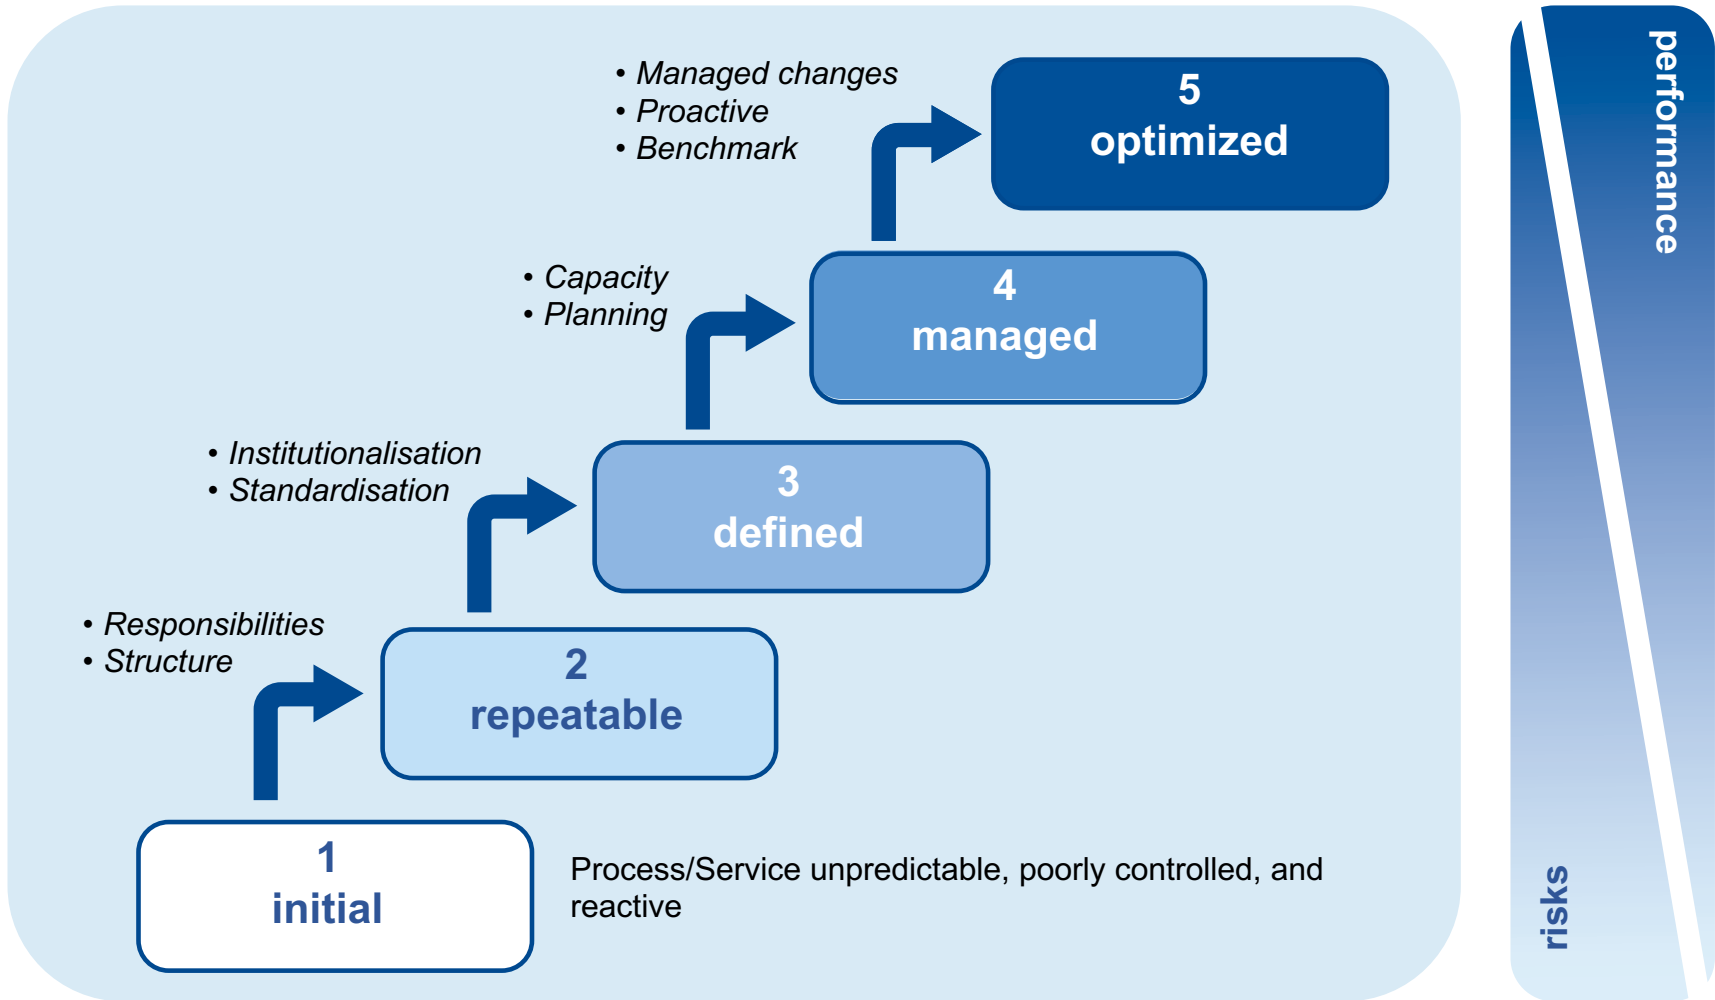 • Managed changes
• Proactive
• Benchmark
5
optimized
• Capacity
• Planning
4
managed
• Institutionalisation
• Standardisation
3
defined
• Responsibilities
• Structure
2
repeatable
1
initial
Process/Service unpredictable, poorly controlled, and
reactive
performance
risks